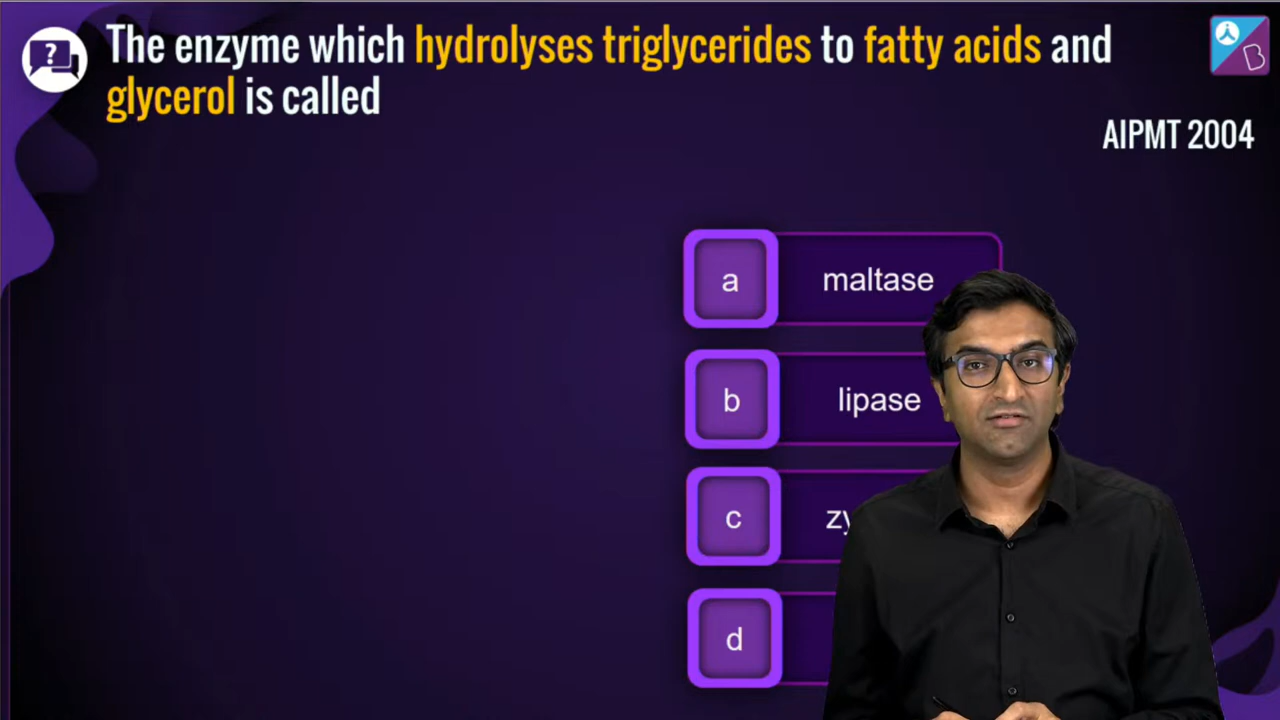 ?
The enzyme which hydrolyses triglycerides to fatty acids and
glycerol is called
B
AIPMT 2004
a maltase
b lipase
c
d